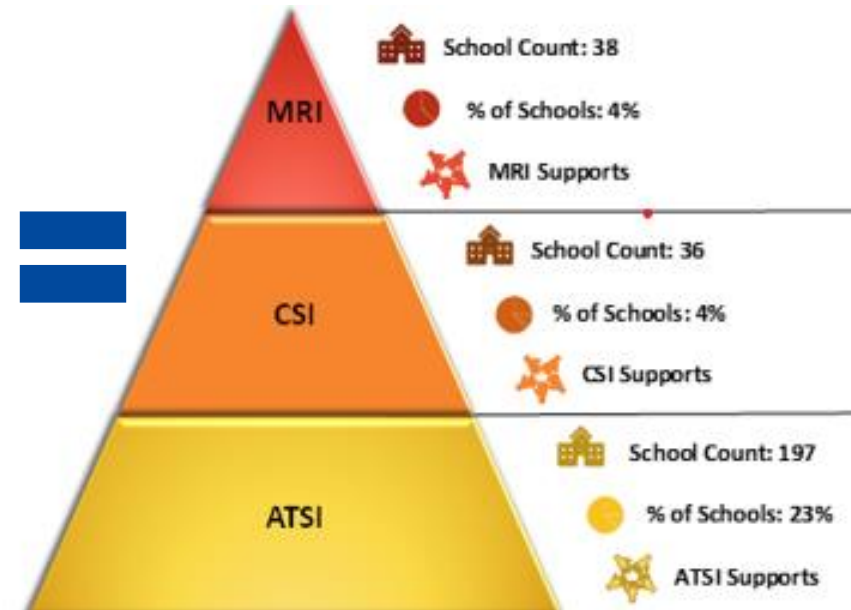 School Count: 38
MRI
% of Schools: 4%
MRI Supports
School Count: 36
CSI
% of Schools: 4%
CSI Supports
School Count: 197
ATSI
% of Schools: 23%
ATSI Supports